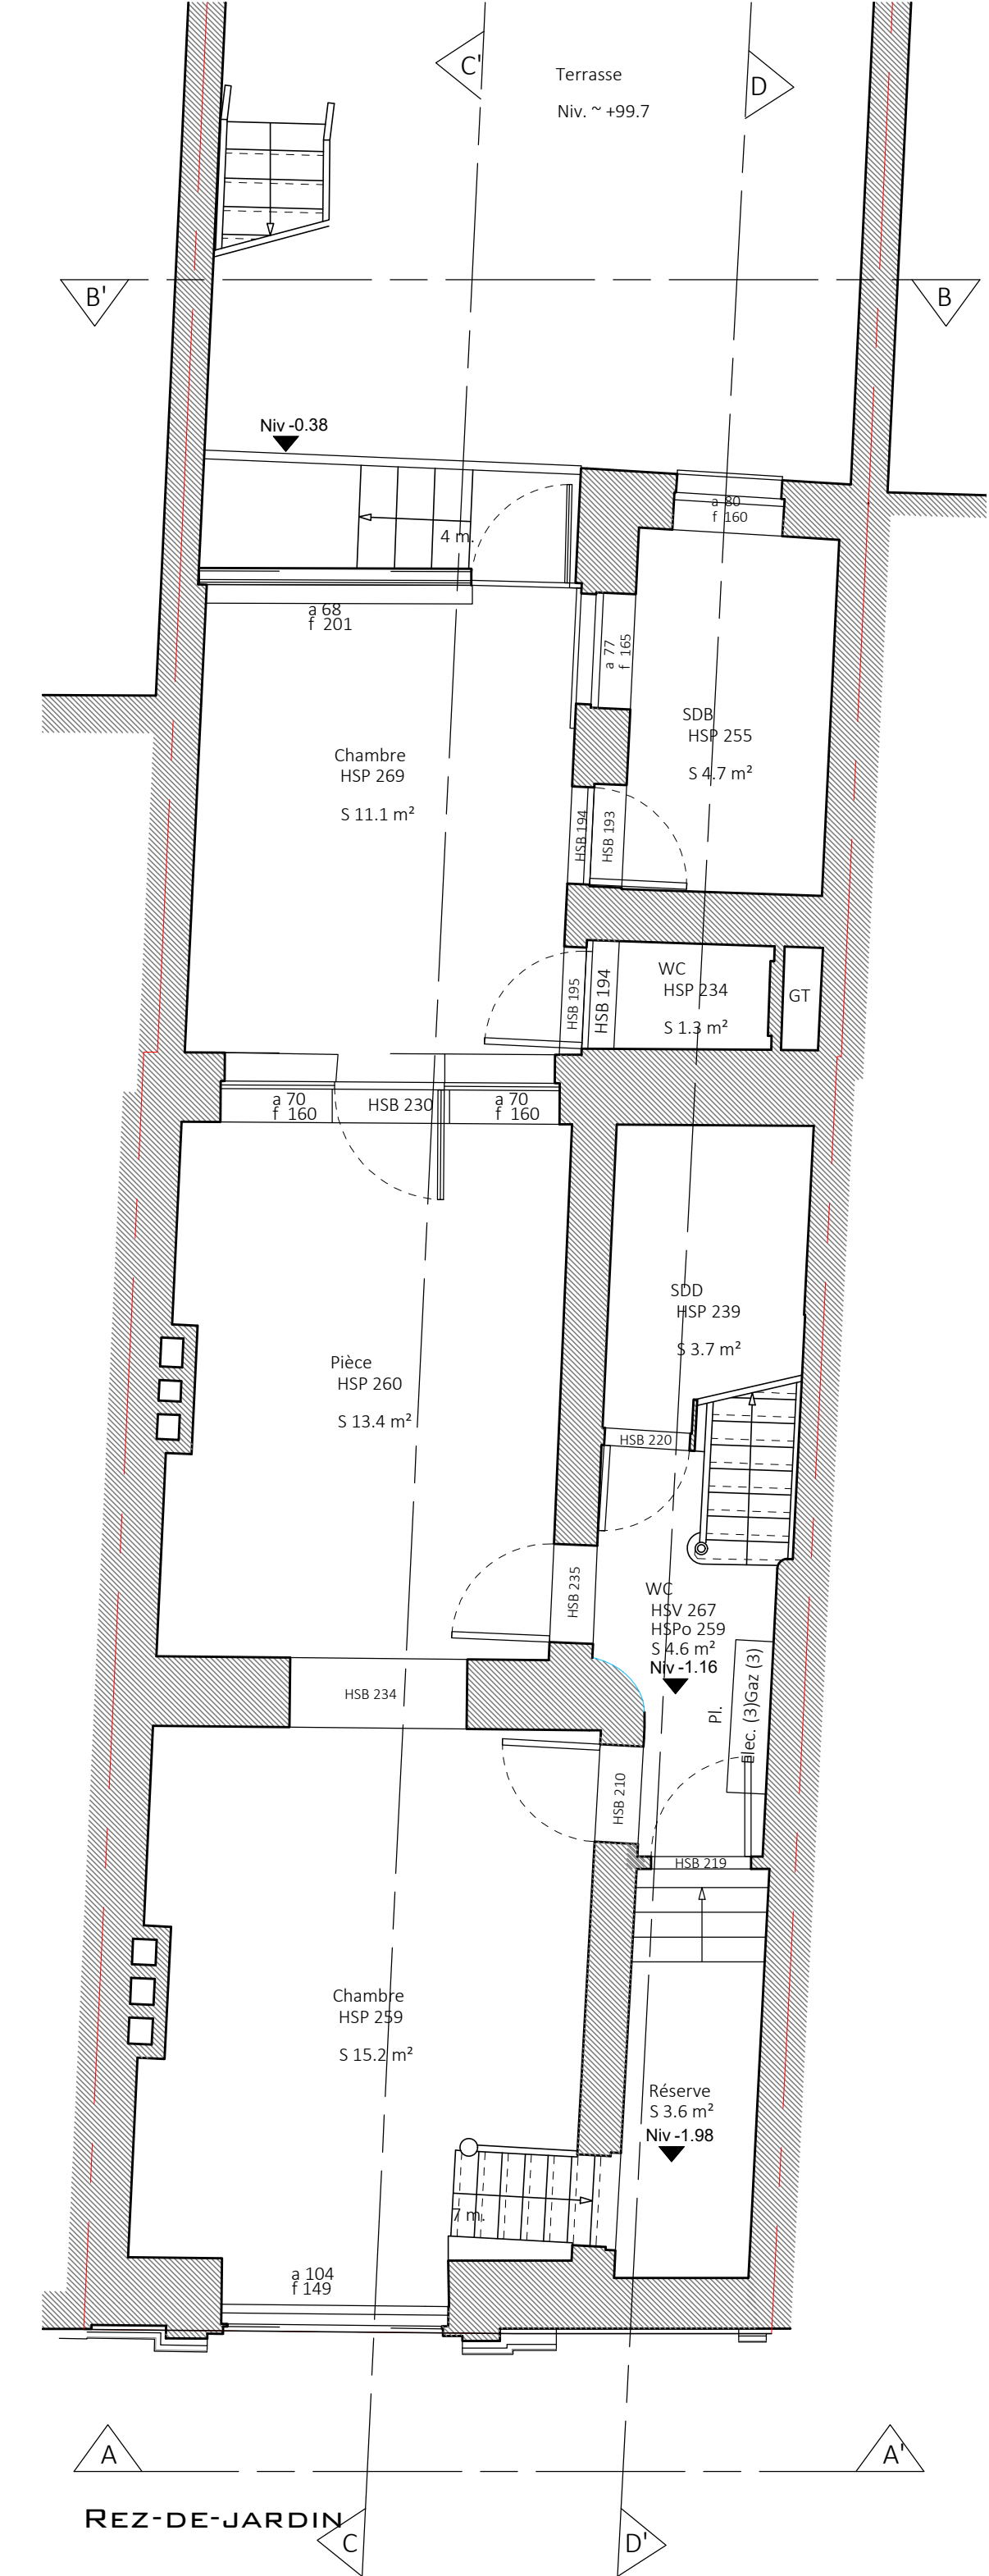 C'
Terrasse
D
Niv. ~ +99.7
B'
B
Niv -0.38
a 80
f 160
4 m.
a 68
f 201
a 77
f 165
SDB
HSP 255
S 4.7 m²
Chambre
HSP 269
S 11.1 m²
HSB 194
HSB 193
WC
HSP 234
S 1.3 m²
HSB 195
HSB 194
GT
a 70
f 160
HSB 230
a 70
f 160
SDD
HSP 239
S 3.7 m²
Pièce
HSP 260
S 13.4 m²
HSB 220
HSB 235
WC
HSV 267
HSPo 259
S 4.6 m²
Niv -1.16
Pl.
Elec. (3)Gaz (3)
HSB 234
HSB 210
HSB 219
Chambre
HSP 259
S 15.2 m²
Réserve
S 3.6 m²
Niv -1.98
7 m.
a 104
f 149
A
A'
REZ-DE-JARDIN
C
D'